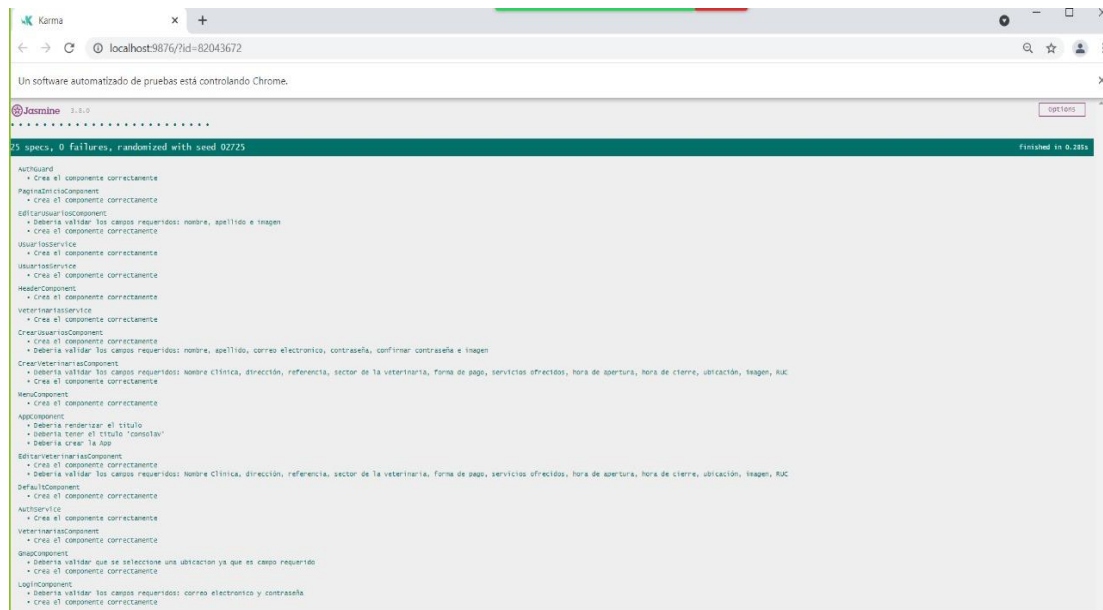 Karma
localhost:9876/?id=82043672
Un software automatizado de pruebas está controlando Chrome.
Jasmine 3.8.0
Options
25 specs, 0 failures, randomized with seed 02725
finished in 0.285s
AuthGuard
• Crea el componente correctamente
PaginaInicioComponent
• Crea el componente correctamente
EditarUsuariosComponent
• Deberia validar los campos requeridos: nombre, apellido e imagen
• Crea el componente correctamente
UsuariosService
• Crea el componente correctamente
UsuariosService
• Crea el componente correctamente
HeaderComponent
• Crea el componente correctamente
VeterinariasService
• Crea el componente correctamente
CrearUsuariosComponent
• Crea el componente correctamente
• Deberia validar los campos requeridos: nombre, apellido, correo electronico, contraseña, confirmar contraseña e imagen
CrearVeterinariasComponent
• Deberia validar los campos requeridos: Nombre Clínica, dirección, referencia, sector de la veterinaria, forma de pago, servicios ofrecidos, hora de apertura, hora de cierre, ubicación, imagen, RUC
• Crea el componente correctamente
MenuComponent
• Crea el componente correctamente
AppComponent
• Deberia renderizar el titulo
• Deberia tener el titulo 'consolav'
• Deberia crear la App
EditarVeterinariasComponent
• Crea el componente correctamente
• Deberia validar los campos requeridos: Nombre Clínica, dirección, referencia, sector de la veterinaria, forma de pago, servicios ofrecidos, hora de apertura, hora de cierre, ubicación, imagen, RUC
DefaultComponent
• Crea el componente correctamente
AuthService
• Crea el componente correctamente
VeterinariasComponent
• Crea el componente correctamente
GmapComponent
• Deberia validar que se seleccione una ubicacion ya que es campo requerido
• Crea el componente correctamente
LoginComponent
• Deberia validar los campos requeridos: correo electronico y contraseña
• Crea el componente correctamente